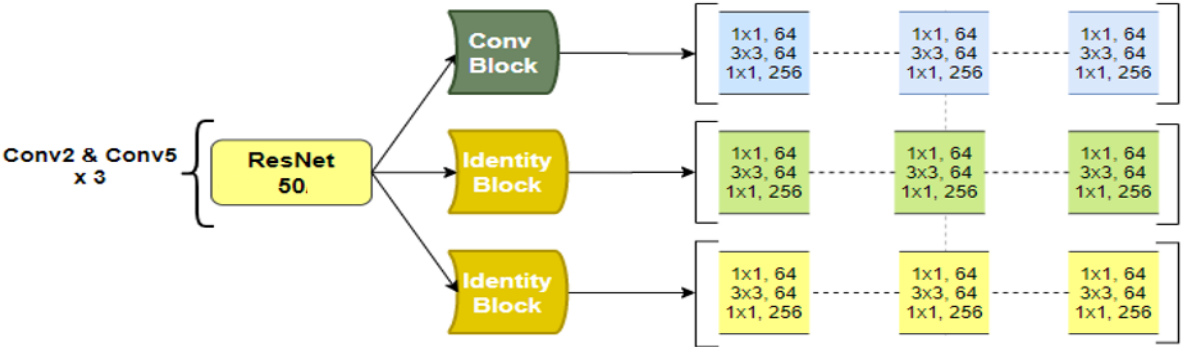 Conv2 & Conv5
x 3
ResNet
50.
Conv
Block
1x1, 64
3x3, 64
1x1, 256
1x1, 64
3x3, 64
1x1, 256
1x1, 64
3x3, 64
1x1, 256
Identity
Block
1x1, 64
3x3, 64
1x1, 256
1x1, 64
3x3, 64
1x1, 256
1x1, 64
3x3, 64
1x1, 256
Identity
Block
1x1, 64
3x3, 64
1x1, 256
1x1, 64
3x3, 64
1x1, 256
1x1, 64
3x3, 64
1x1, 256